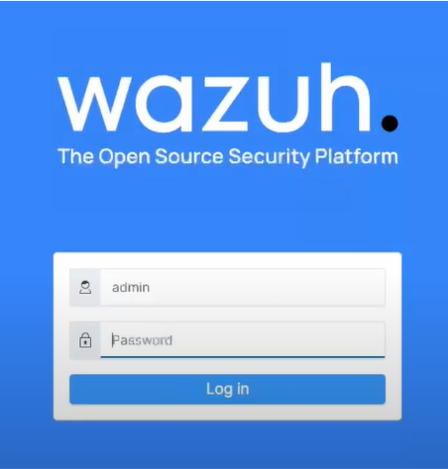 wazuh.
The Open Source Security Platform
admin
Password
Log in